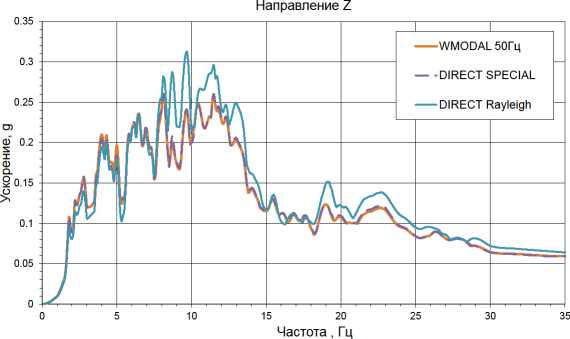 Направление Z
0.35
0.3
0.25
0.2
0.15
0.1
0.05
0
Ускорение, g
WMODAL 50Гц
DIRECT SPECIAL
DIRECT Rayleigh
0 5 10 15 20 25 30 35
Частота , Гц